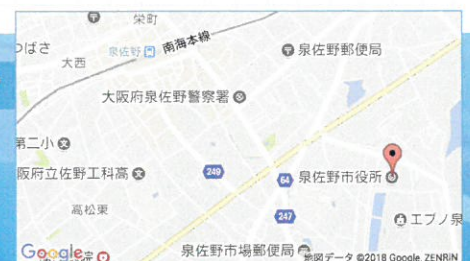 栄町
つばさ
泉佐野
南海本線
大西
泉佐野郵便局
大阪府泉佐野警察署
第二小
阪府立佐野工科高
249
64
泉佐野市役所
高松東
247
エブノ泉
Google
院
泉佐野市場郵便局
地図データ ©2018 Google, ZENRIN